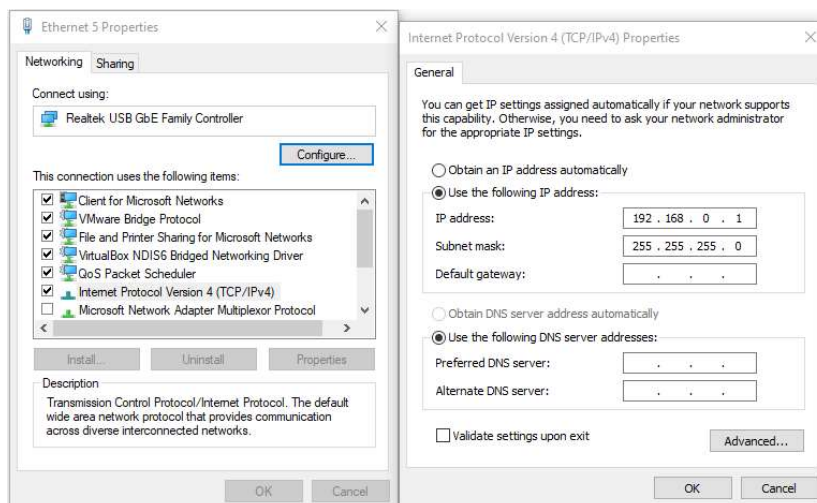 Ethernet 5 Properties
Networking
Sharing
Connect using:
Realtek USB GbE Family Controller
Configure...
This connection uses the following items:
Client for Microsoft Networks
VMware Bridge Protocol
File and Printer Sharing for Microsoft Networks
VirtualBox NDIS6 Bridged Networking Driver
QoS Packet Scheduler
Internet Protocol Version 4 (TCP/IPv4)
Microsoft Network Adapter Multiplexor Protocol
Install...
Uninstall
Properties
Description
Transmission Control Protocol/Internet Protocol. The default
wide area network protocol that provides communication
across diverse interconnected networks.
OK
Cancel
Internet Protocol Version 4 (TCP/IPv4) Properties
General
You can get IP settings assigned automatically if your network supports
this capability. Otherwise, you need to ask your network administrator
for the appropriate IP settings.
Obtain an IP address automatically
Use the following IP address:
IP address:
192 . 168 . 0 . 1
Subnet mask:
255 . 255 . 255 . 0
Default gateway:
. . .
Obtain DNS server address automatically
Use the following DNS server addresses:
Preferred DNS server:
. . .
Alternate DNS server:
. . .
Validate settings upon exit
Advanced...
OK
Cancel